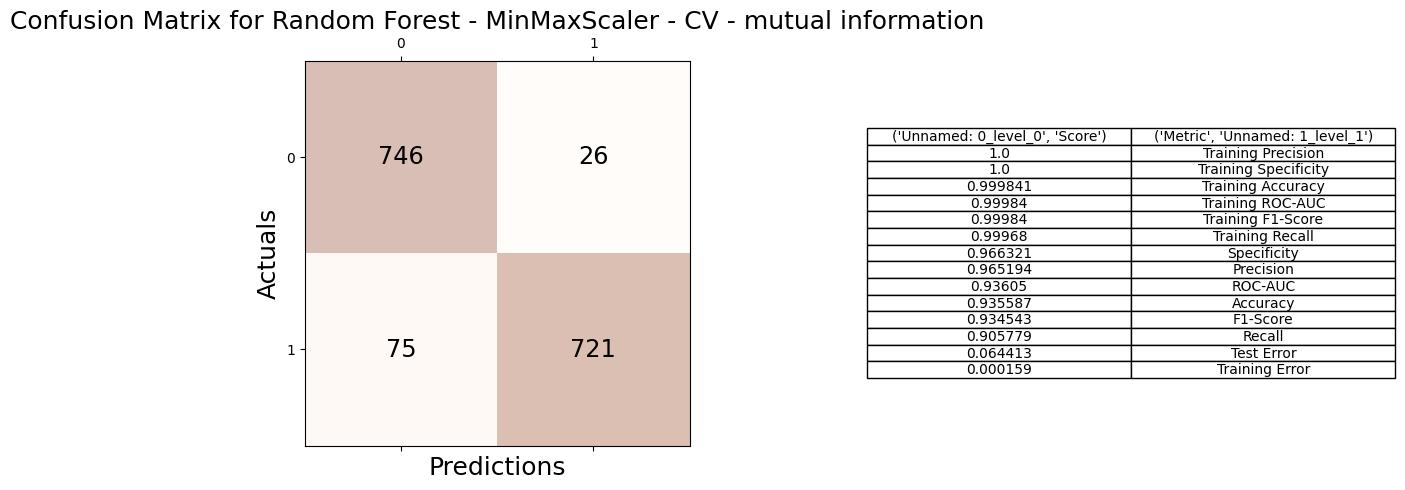 Confusion Matrix for Random Forest - MinMaxScaler - CV - mutual information
0 1
0 746 26
1 75 721
Actuals
Predictions
('Unnamed: 0_level_0', 'Score') ('Metric', 'Unnamed: 1_level_1')
1.0 Training Precision
1.0 Training Specificity
0.999841 Training Accuracy
0.99984 Training ROC-AUC
0.99984 Training F1-Score
0.99968 Training Recall
0.966321 Specificity
0.965194 Precision
0.93605 ROC-AUC
0.935587 Accuracy
0.934543 F1-Score
0.905779 Recall
0.064413 Test Error
0.000159 Training Error